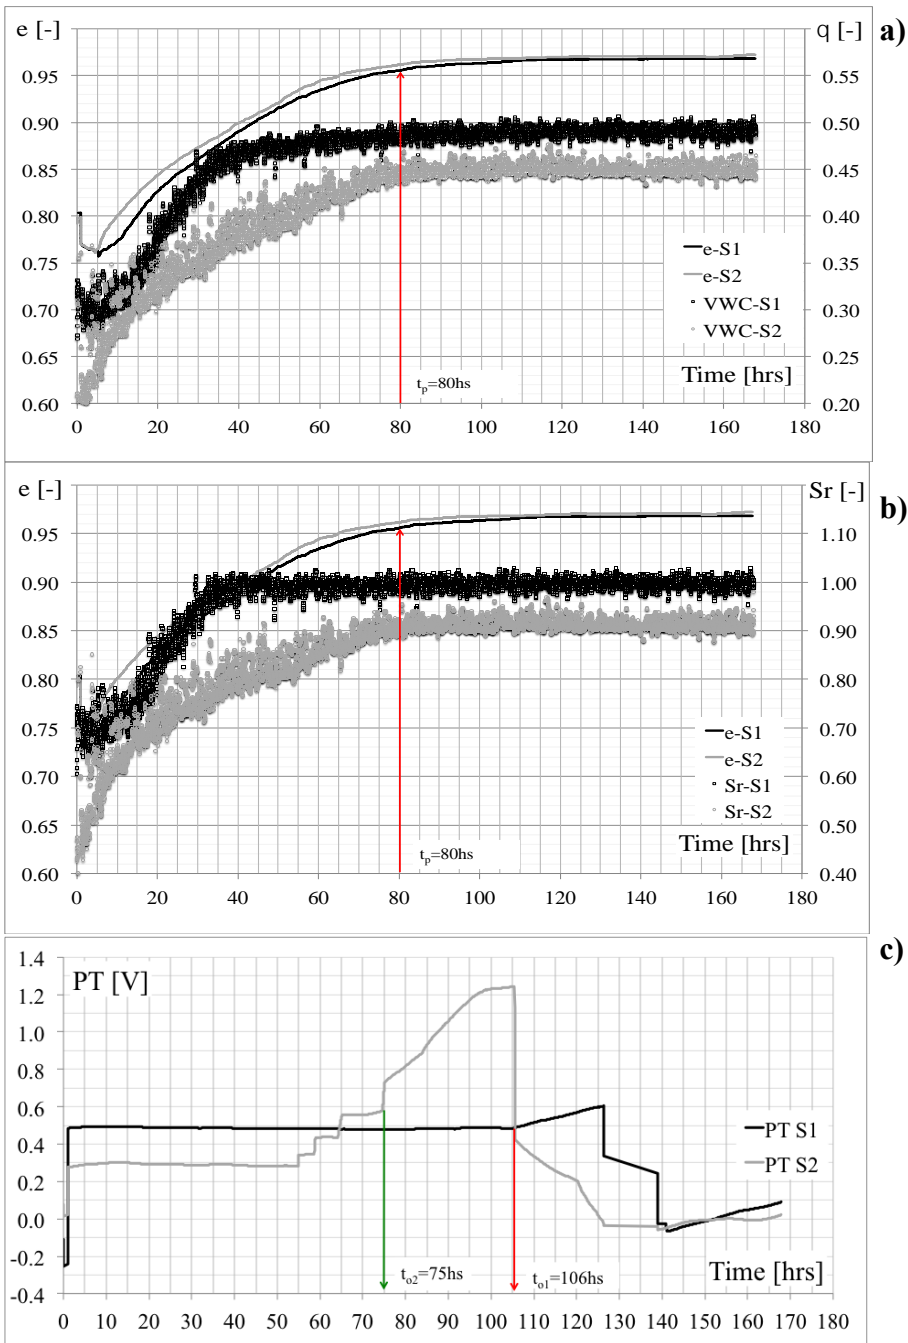 e [-]
q [-]
a)
0.95
0.90
0.85
0.80
0.75
0.70
0.65
0.60
0.55
0.50
0.45
0.40
0.35
0.30
0.25
0.20
e-S1
e-S2
VWC-S1
VWC-S2
Time [hrs]
tp=80hs
0 20 40 60 80 100 120 140 160 180
e [-]
Sr [-]
b)
0.95
0.90
0.85
0.80
0.75
0.70
0.65
0.60
1.10
1.00
0.90
0.80
0.70
0.60
0.50
0.40
e-S1
e-S2
Sr-S1
Sr-S2
Time [hrs]
tp=80hs
0 20 40 60 80 100 120 140 160 180
c)
PT [V]
1.4
1.2
1.0
0.8
0.6
0.4
0.2
0.0
-0.2
-0.4
PT S1
PT S2
to2=75hs
to1=106hs
Time [hrs]
0 10 20 30 40 50 60 70 80 90 100 110 120 130 140 150 160 170 180